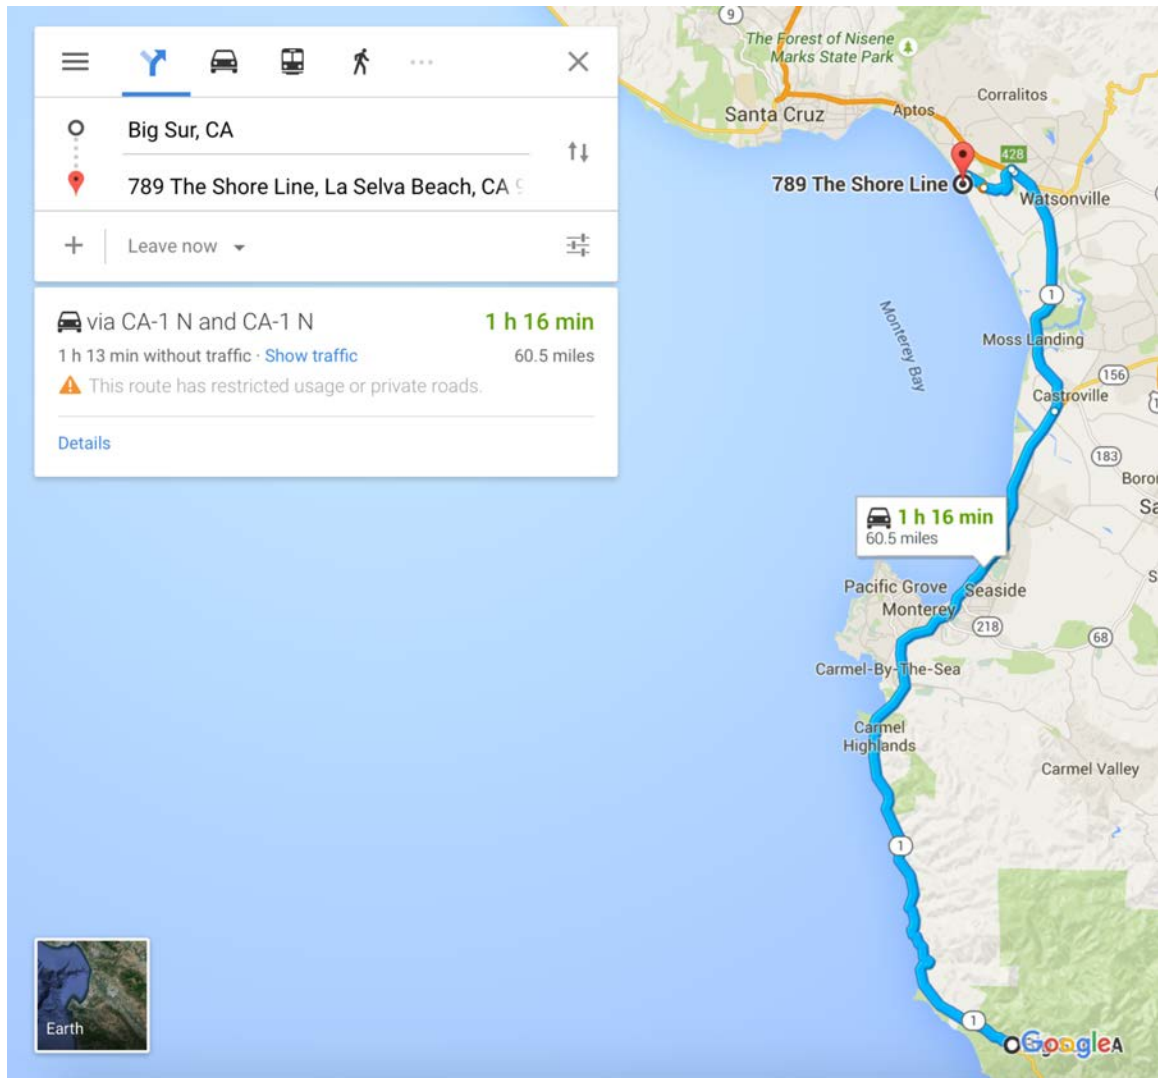 Big Sur, CA
789 The Shore Line, La Selva Beach, CA
Leave now
via CA-1 N and CA-1 N
1 h 16 min
1 h 13 min without traffic · Show traffic
60.5 miles
This route has restricted usage or private roads.
Details
9
The Forest of Nisene
Marks State Park
Corralitos
Santa Cruz
Aptos
428
789 The Shore Line
Watsonville
1
Monterey Bay
Moss Landing
156
Castroville
183
Boro
Sa
1 h 16 min
60.5 miles
S
Pacific Grove
Seaside
Monterey
218
68
Carmel-By-The-Sea
Carmel
Highlands
Carmel Valley
1
1
Google
Earth